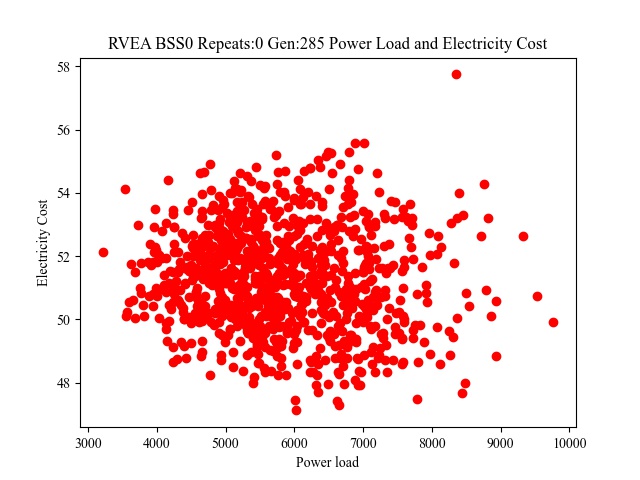 RVEA BSS0 Repeats:0 Gen:285 Power Load and Electricity Cost
58
56
54
52
50
48
Electricity Cost
3000 4000 5000 6000 7000 8000 9000 10000
Power load